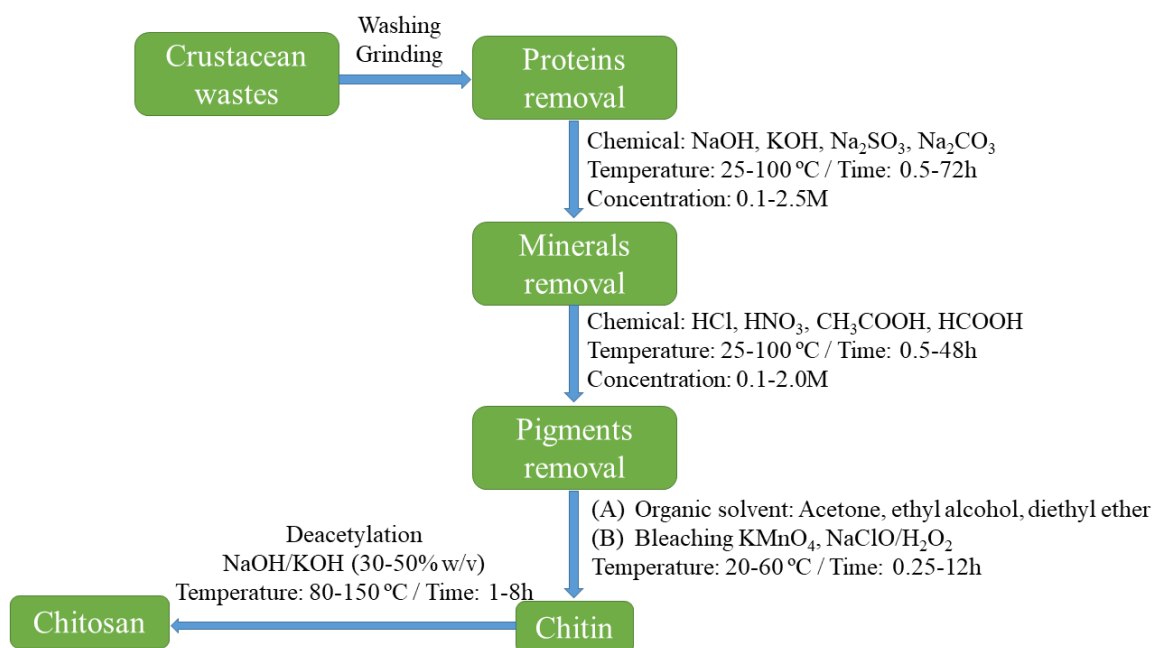 Crustacean
wastes
Washing
Grinding
Proteins
removal
Chemical: NaOH, KOH, Na₂SO₃, Na₂CO₃
Temperature: 25-100 ºC / Time: 0.5-72h
Concentration: 0.1-2.5M
Minerals
removal
Chemical: HCl, HNO₃, CH₃COOH, HCOOH
Temperature: 25-100 ºC / Time: 0.5-48h
Concentration: 0.1-2.0M
Pigments
removal
(A) Organic solvent: Acetone, ethyl alcohol, diethyl ether
(B) Bleaching KMnO₄, NaClO/H₂O₂
Temperature: 20-60 ºC / Time: 0.25-12h
Chitin
Deacetylation
NaOH/KOH (30-50% w/v)
Temperature: 80-150 ºC / Time: 1-8h
Chitosan